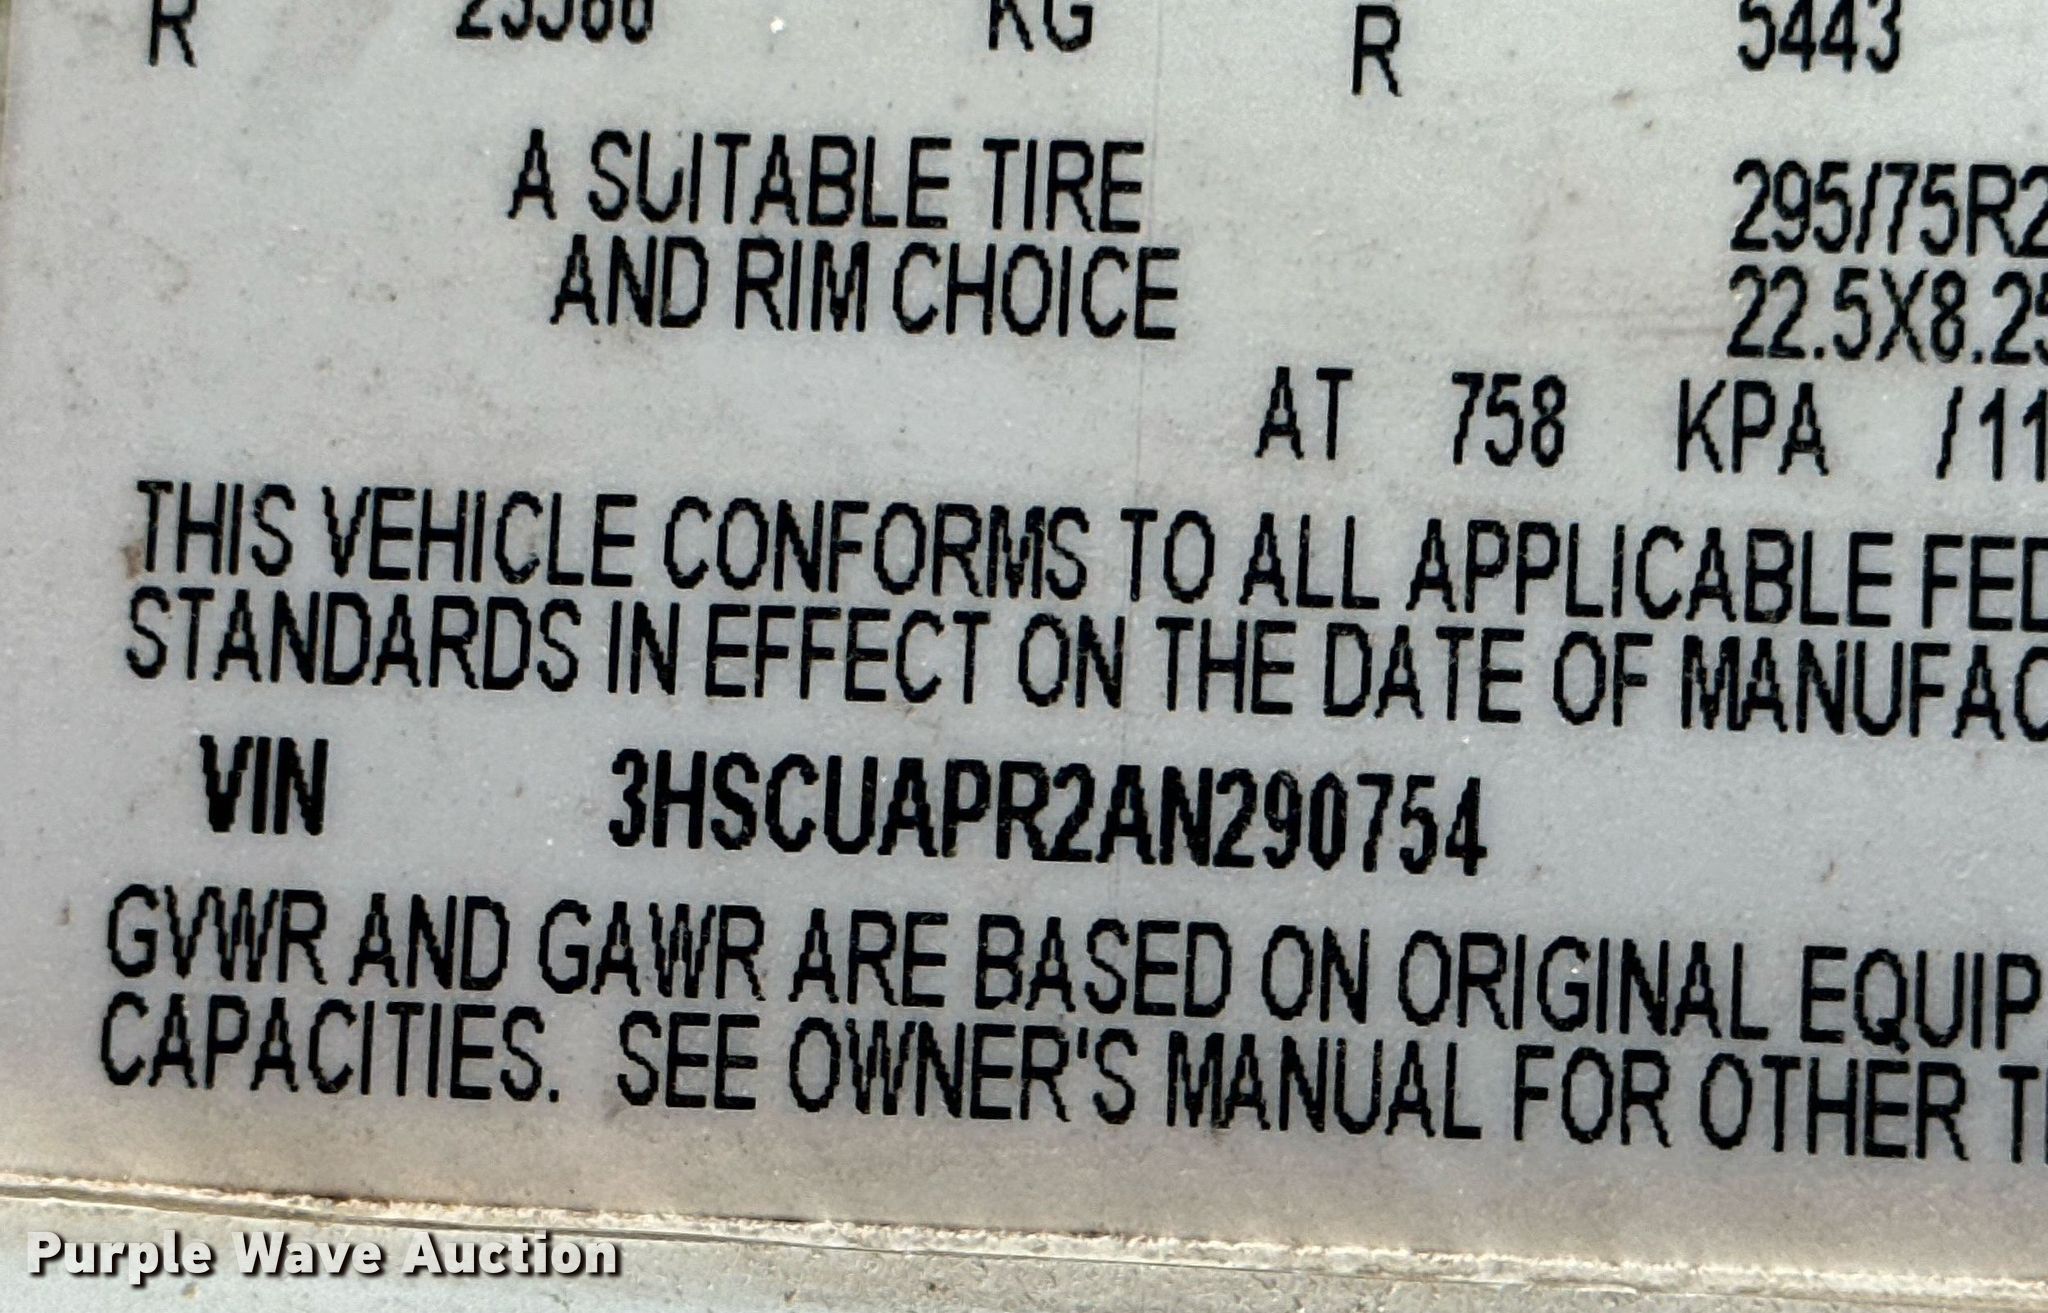 R KG R 5443
A SUITABLE TIRE 295/75R2
AND RIM CHOICE 22.5X8.25
AT 758 KPA /11
THIS VEHICLE CONFORMS TO ALL APPLICABLE FED
STANDARDS IN EFFECT ON THE DATE OF MANUFAC
VIN 3HSCUAPR2AN290754
GVWR AND GAWR ARE BASED ON ORIGINAL EQUIP
CAPACITIES. SEE OWNER'S MANUAL FOR OTHER TI
Purple Wave Auction